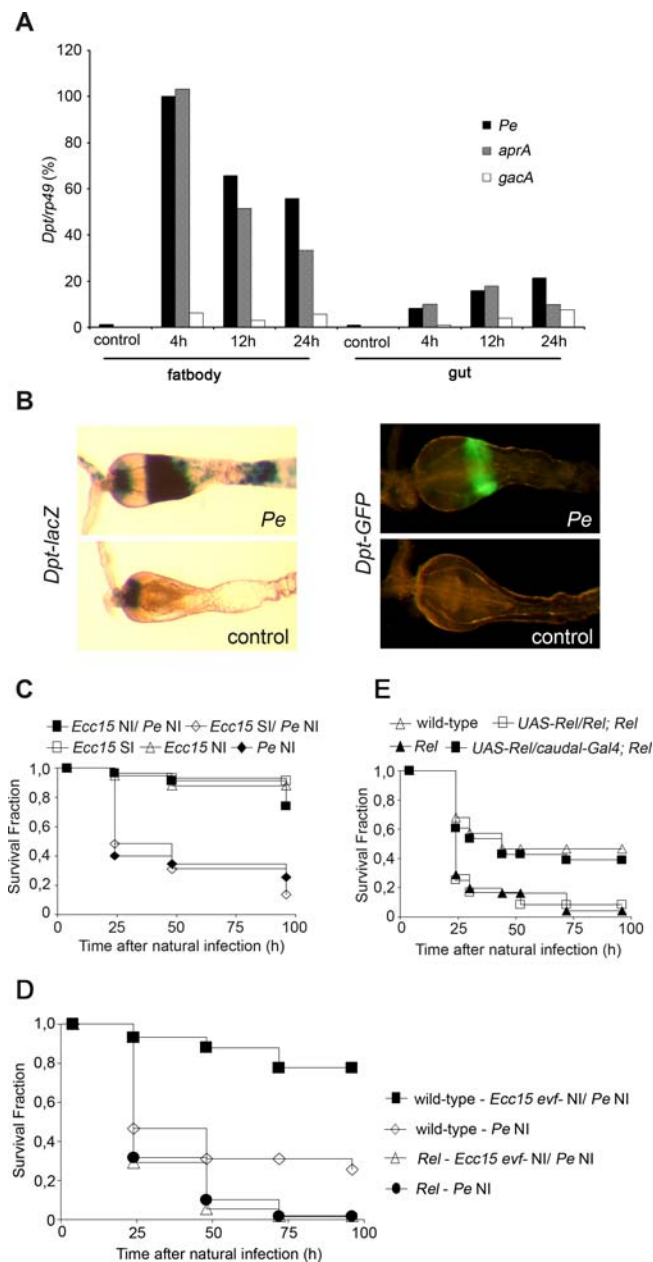 A
Dpt/rp49 (%)
120
100
80
60
40
20
0
Pe
aprA
gacA
control 4h 12h 24h control 4h 12h 24h
fatbody gut
B
Dpt-lacZ
Pe
control
Dpt-GFP
Pe
control
C
Ecc15 NI/ Pe NI Ecc15 SI/ Pe NI
Ecc15 SI Ecc15 NI Pe NI
Survival Fraction
1,0
0,8
0,6
0,4
0,2
0 25 50 75 100
Time after natural infection (h)
E
wild-type UAS-Rel/Rel; Rel
Rel UAS-Rel/caudal-Gal4; Rel
Survival Fraction
1,0
0,8
0,6
0,4
0,2
0 25 50 75 100
Time after natural infection (h)
D
Survival Fraction
1,0
0,8
0,6
0,4
0,2
0
0 25 50 75 100
Time after natural infection (h)
wild-type - Ecc15 evf- NI/ Pe NI
wild-type - Pe NI
Rel - Ecc15 evf- NI/ Pe NI
Rel - Pe NI